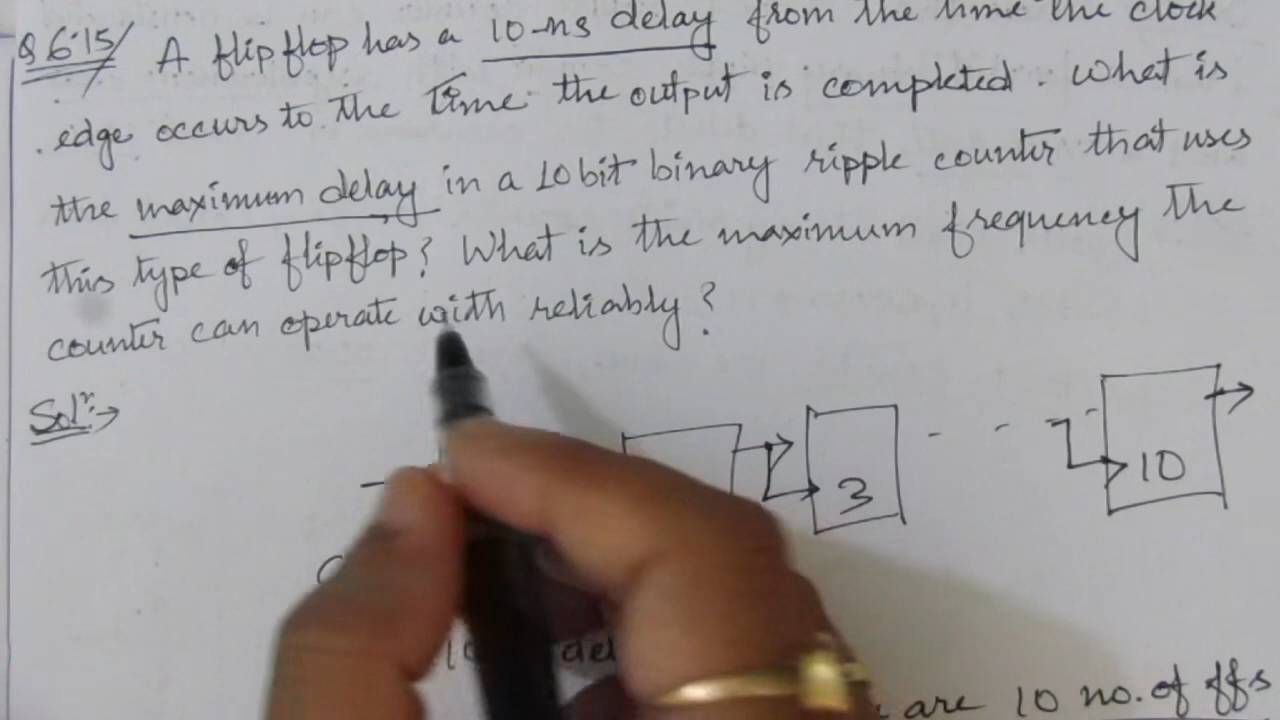 Q 6.15/ A flipflop has a 10-ns delay from the time the clock
edge occurs to the time the output is completed. What is
the maximum delay in a 10bit binary ripple counter that uses
this type of flipflop? What is the maximum frequency the
counter can operate with reliably?
Solⁿ:→
3 - - - 10
are 10 no. of ffs